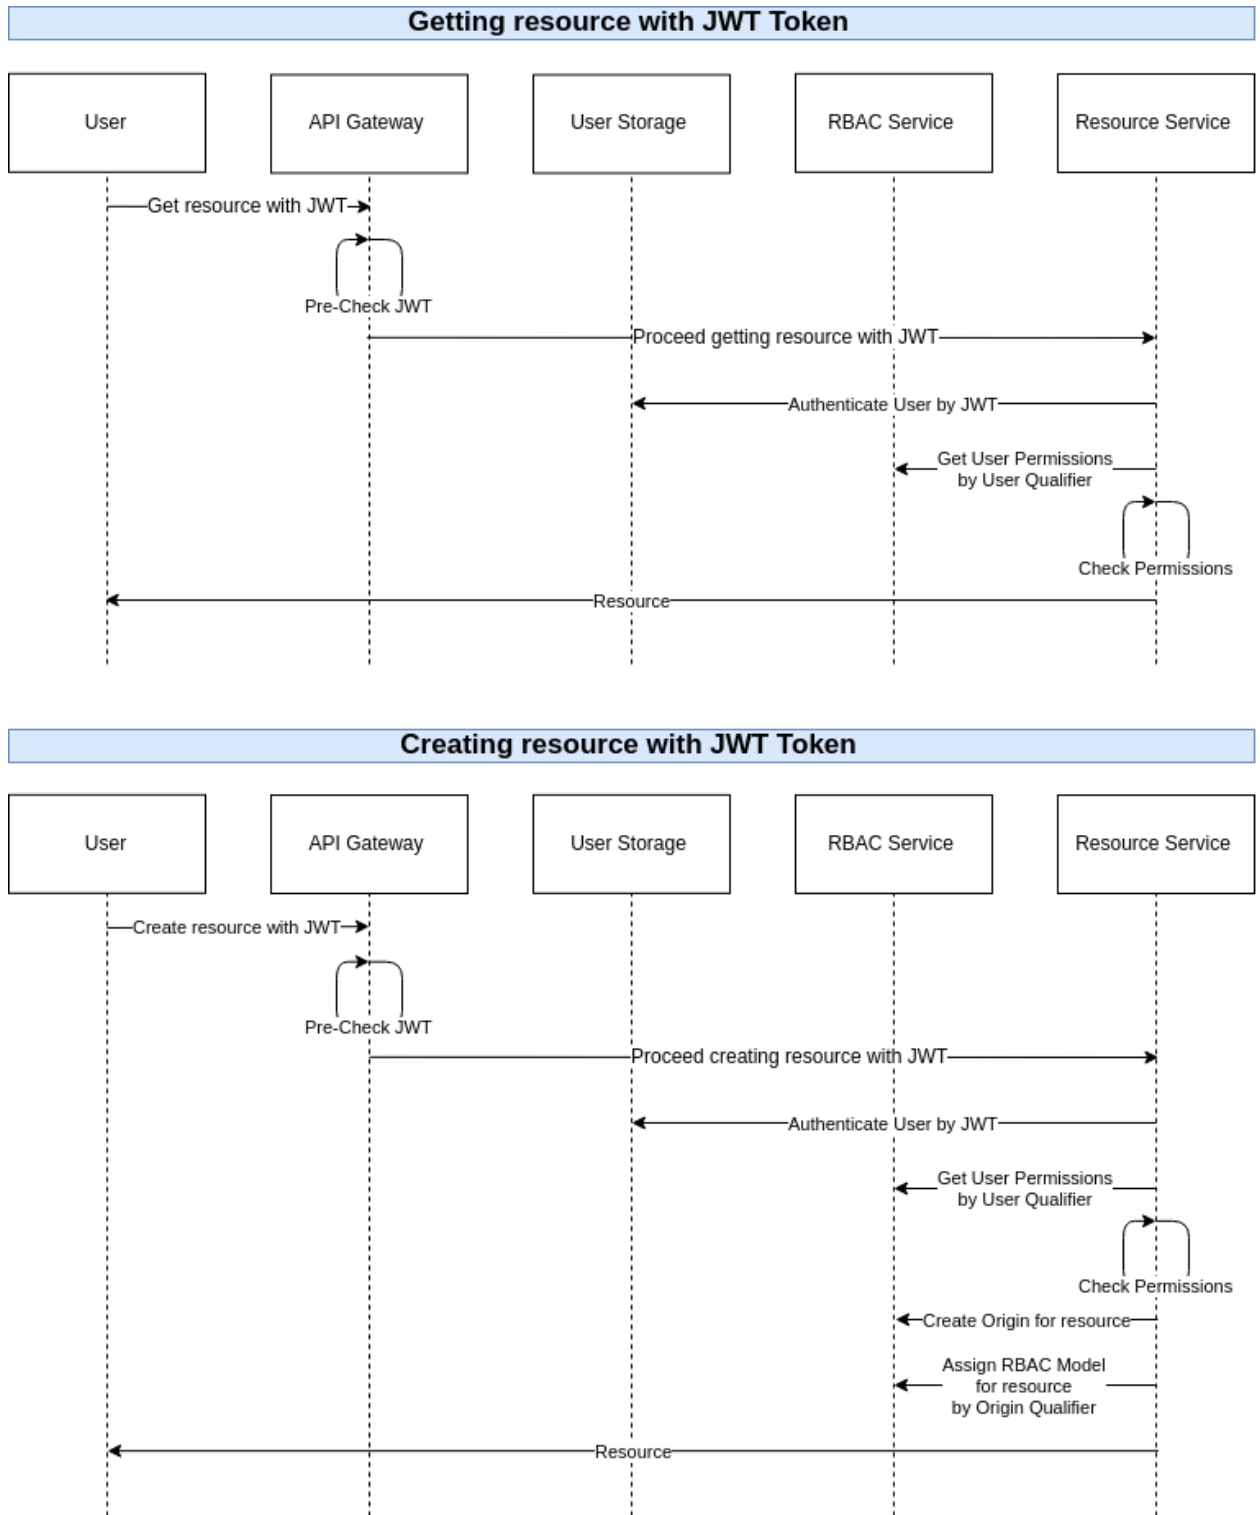 Getting resource with JWT Token
User
API Gateway
User Storage
RBAC Service
Resource Service
Get resource with JWT
Pre-Check JWT
Proceed getting resource with JWT
Authenticate User by JWT
Get User Permissions
by User Qualifier
Check Permissions
Resource
Creating resource with JWT Token
User
API Gateway
User Storage
RBAC Service
Resource Service
Create resource with JWT
Pre-Check JWT
Proceed creating resource with JWT
Authenticate User by JWT
Get User Permissions
by User Qualifier
Check Permissions
Create Origin for resource
Assign RBAC Model
for resource
by Origin Qualifier
Resource